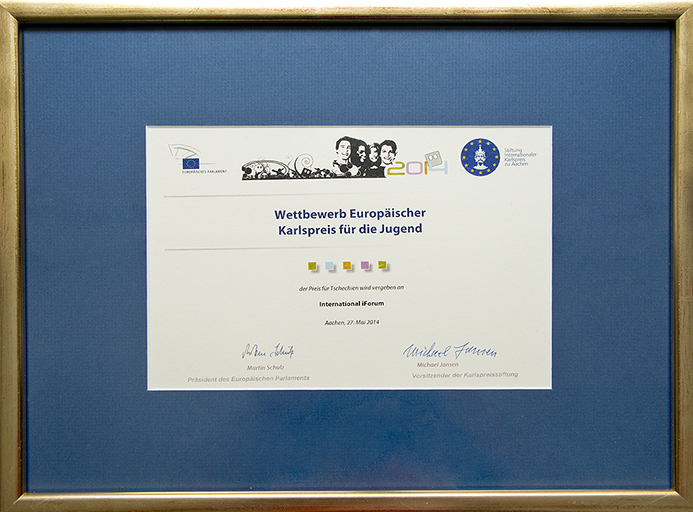 EUROPÄISCHES PARLAMENT
2014
Stiftung
Internationaler
Karlspreis
zu Aachen
Wettbewerb Europäischer
Karlspreis für die Jugend
der Preis für Tschechien wird vergeben an
International iForum
Aachen, 27. Mai 2014
Martin Schulz
Michael Jansen
Michael Jansen
Präsident des Europäischen Parlaments
Vorsitzender der Karlspreisstiftung